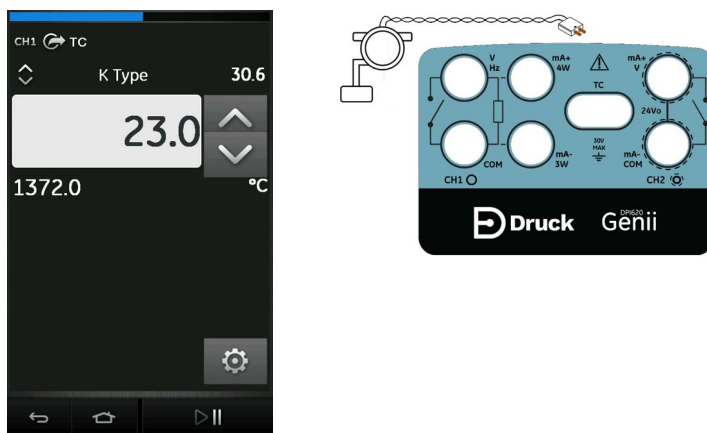 CH1 TC
K Type 30.6
23.0
1372.0 °C
V
Hz
mA+
4W
TC
mA+
V
24Vo
30V
MAX
COM
mA-
3W
mA-
COM
CH1
CH2
Druck
DPI620
Genii